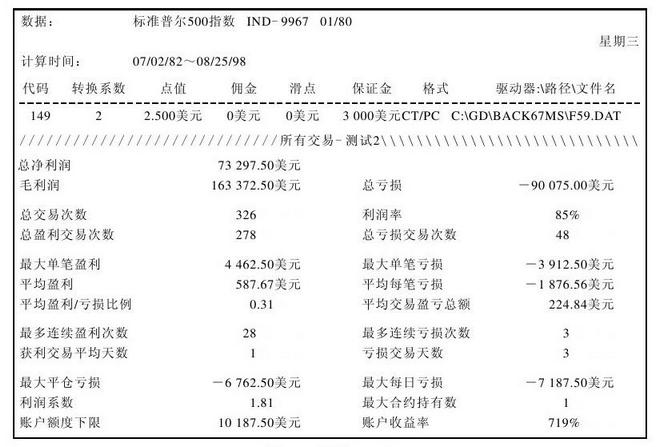 数据: 标准普尔500指数 IND-9967 01/80
星期三
计算时间: 07/02/82～08/25/98
代码 转换系数 点值 佣金 滑点 保证金 格式 驱动器:\路径\文件名
149 2 2.500美元 0美元 0美元 3 000美元CT/PC C:\GD\BACK67MS\F59.DAT
/////////////////////////////所有交易-测试2\\\\\\\\\\\\\\\\\\\\\\\\\\\\\
总净利润 73 297.50美元
毛利润 163 372.50美元 总亏损 -90 075.00美元
总交易次数 326 利润率 85%
总盈利交易次数 278 总亏损交易次数 48
最大单笔盈利 4 462.50美元 最大单笔亏损 -3 912.50美元
平均盈利 587.67美元 平均每笔亏损 -1 876.56美元
平均盈利/亏损比例 0.31 平均交易盈亏总额 224.84美元
最多连续盈利次数 28 最多连续亏损次数 3
获利交易平均天数 1 亏损交易天数 3
最大平仓亏损 -6 762.50美元 最大每日亏损 -7 187.50美元
利润系数 1.81 最大合约持有数 1
账户额度下限 10 187.50美元 账户收益率 719%